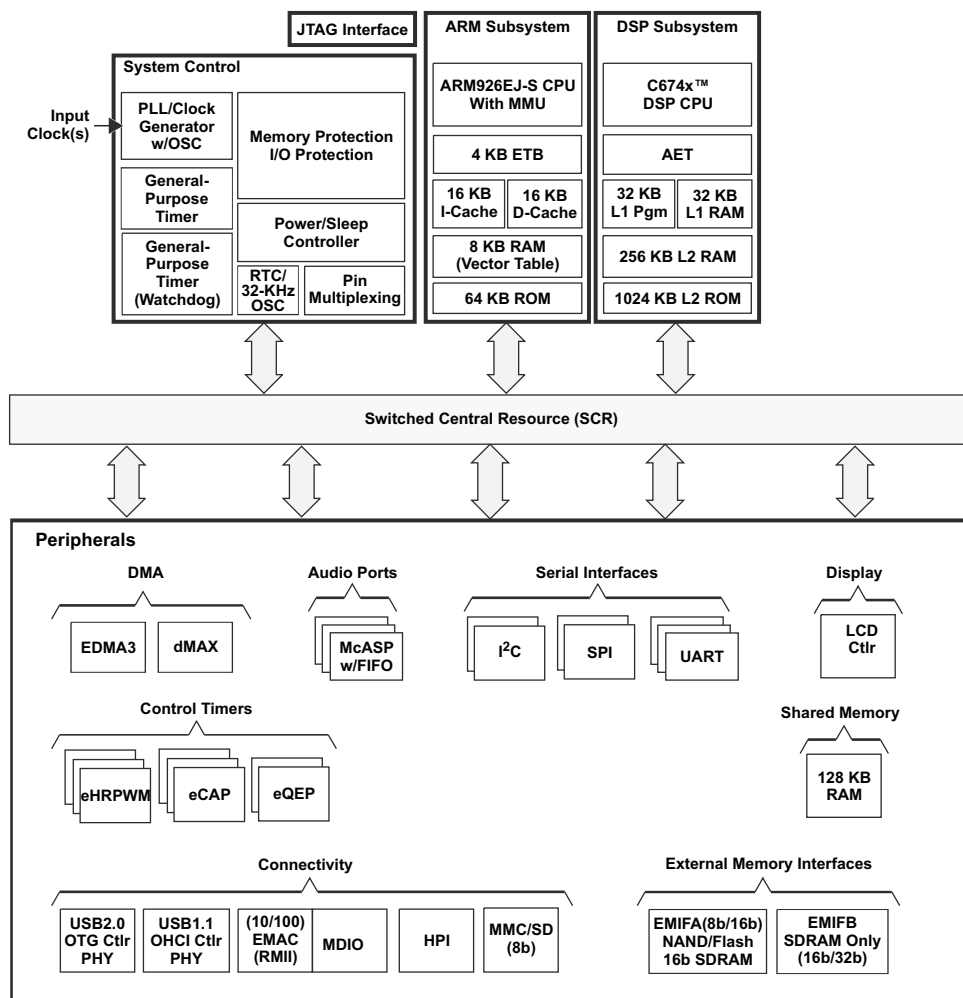 JTAG Interface
System Control
Input
Clock(s)
PLL/Clock
Generator
w/OSC
General-
Purpose
Timer
General-
Purpose
Timer
(Watchdog)
Memory Protection
I/O Protection
Power/Sleep
Controller
RTC/
32-KHz
OSC
Pin
Multiplexing
ARM Subsystem
ARM926EJ-S CPU
With MMU
4 KB ETB
16 KB
I-Cache
16 KB
D-Cache
8 KB RAM
(Vector Table)
64 KB ROM
DSP Subsystem
C674x™
DSP CPU
AET
32 KB
L1 Pgm
32 KB
L1 RAM
256 KB L2 RAM
1024 KB L2 ROM
Switched Central Resource (SCR)
Peripherals
DMA
EDMA3
dMAX
Audio Ports
McASP
w/FIFO
Serial Interfaces
I²C
SPI
UART
Display
LCD
Ctlr
Control Timers
eHRPWM
eCAP
eQEP
Shared Memory
128 KB
RAM
Connectivity
USB2.0
OTG Ctlr
PHY
USB1.1
OHCI Ctlr
PHY
(10/100)
EMAC
(RMII)
MDIO
HPI
MMC/SD
(8b)
External Memory Interfaces
EMIFA(8b/16b)
NAND/Flash
16b SDRAM
EMIFB
SDRAM Only
(16b/32b)